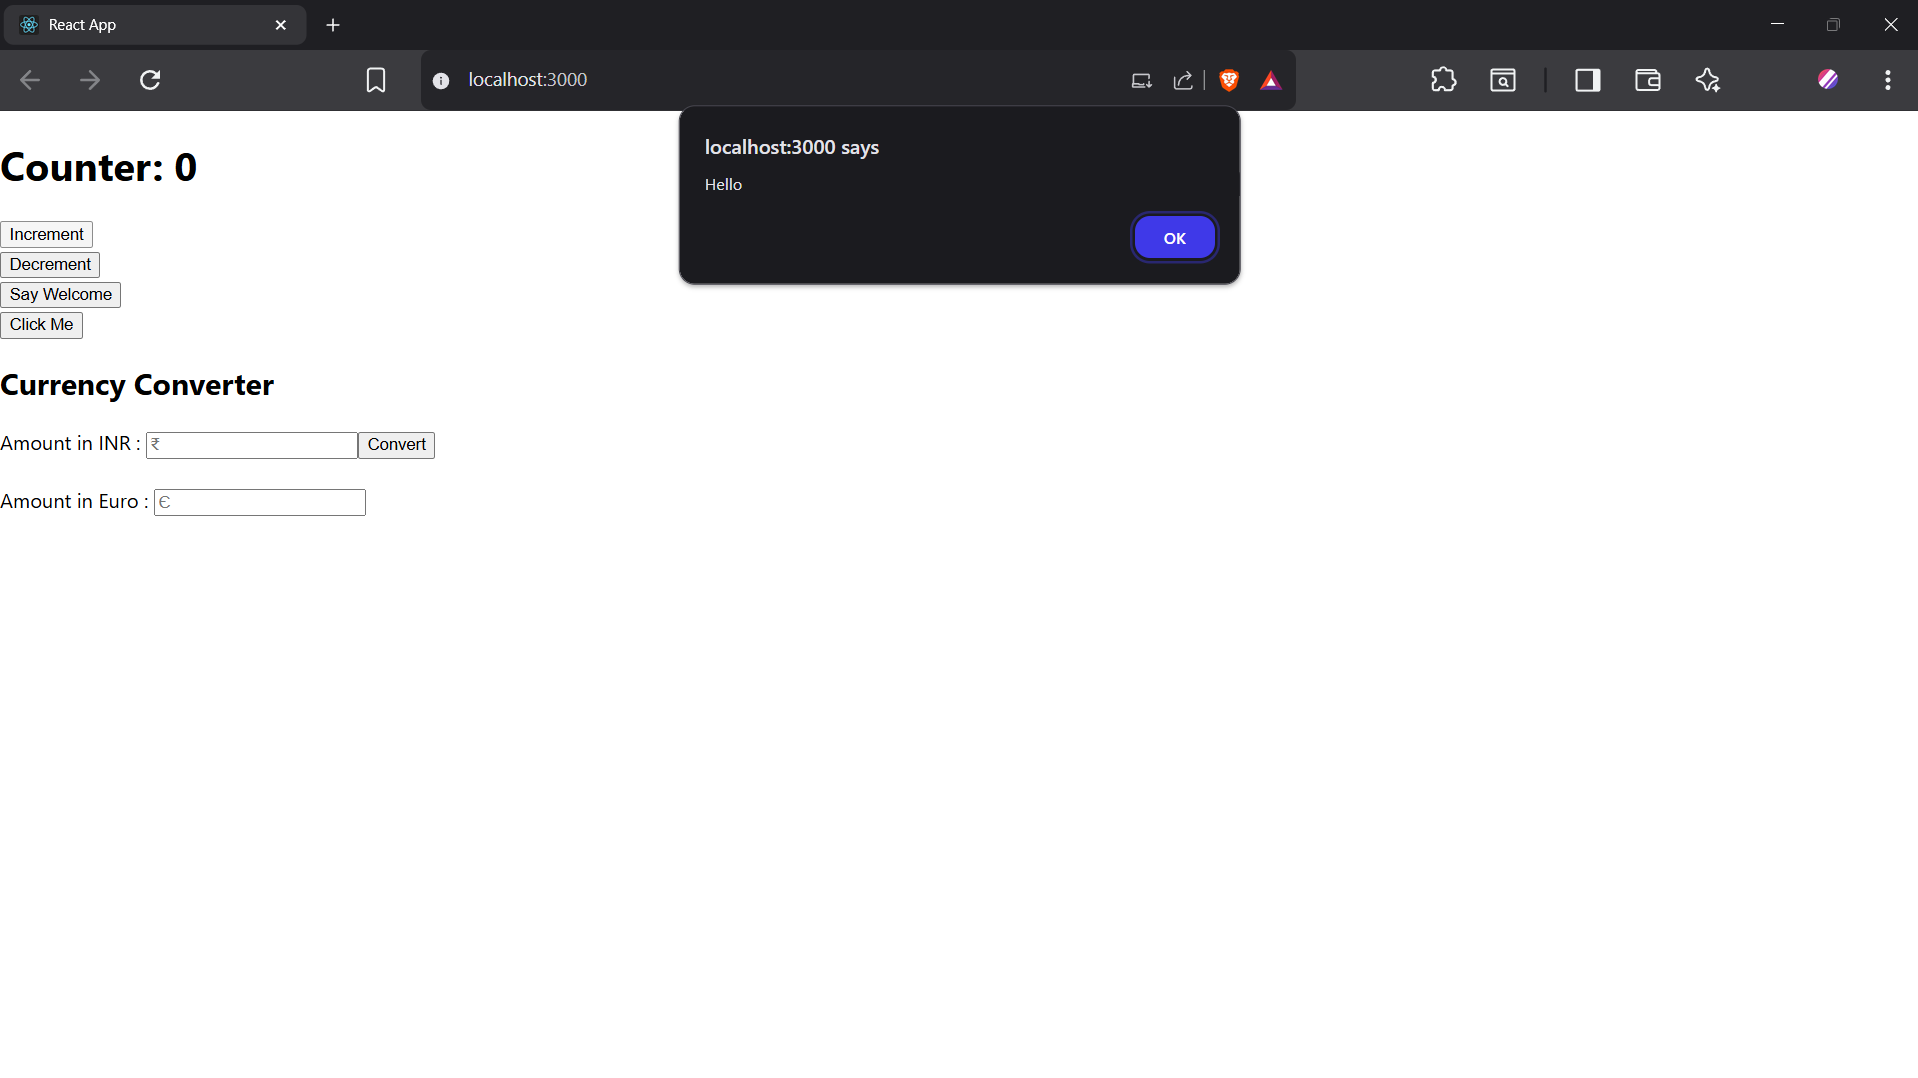 React App
localhost:3000
localhost:3000 says
Hello
OK
Counter: 0
Increment
Decrement
Say Welcome
Click Me
Currency Converter
Amount in INR : ₹ Convert
Amount in Euro : €